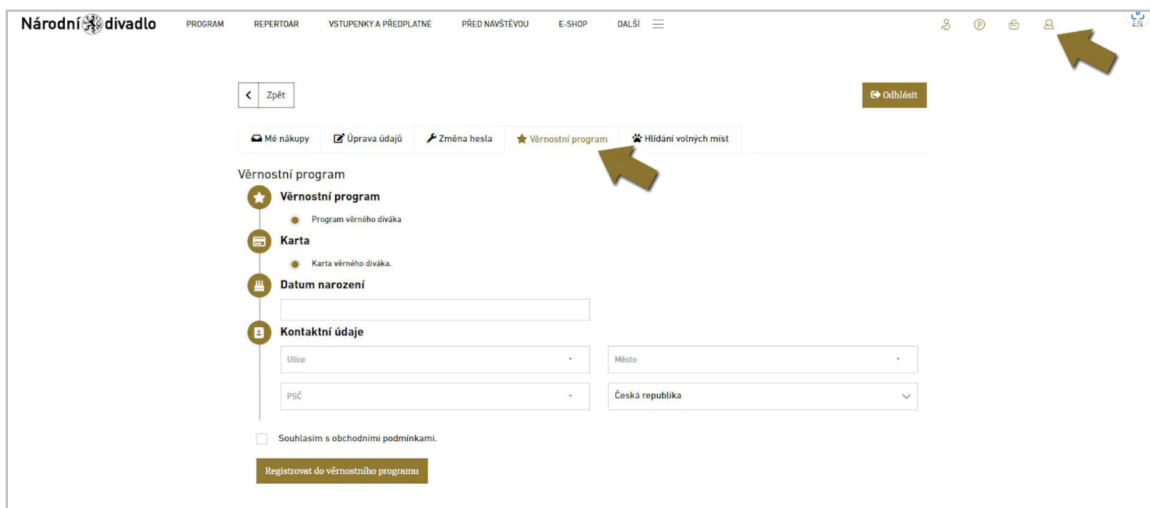 Národní divadlo PROGRAM REPERTOÁR VSTUPENKY A PŘEDPLATNÉ PŘED NÁVŠTĚVOU E-SHOP DALŠÍ EN
Zpět Odhlásit
Mé nákupy Úprava údajů Změna hesla Věrnostní program Hlídání volných míst
Věrnostní program
Věrnostní program
Program věrného diváka
Karta
Karta věrného diváka.
Datum narození
Kontaktní údaje
Ulice Město
PSČ Česká republika
Souhlasím s obchodními podmínkami.
Registrovat do věrnostního programu